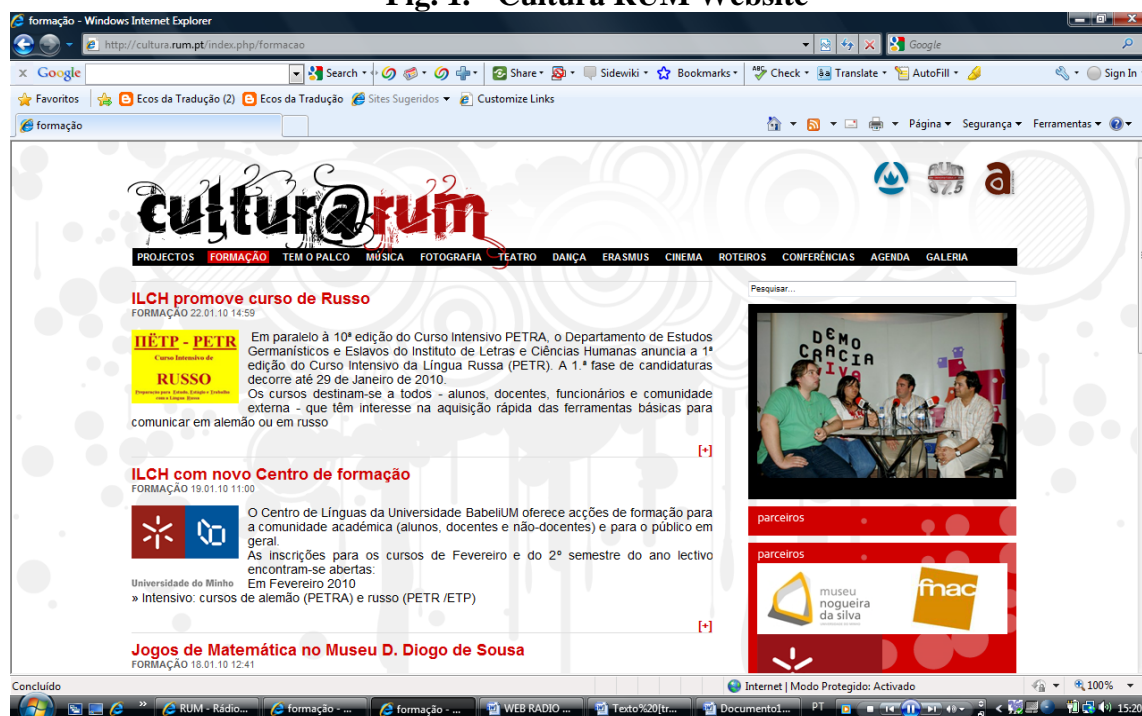 Fig. 1. Cultura RUM Website
formação - Windows Internet Explorer
http://cultura.rum.pt/index.php/formacao
Google
x Google Search Share Sidewiki Bookmarks Check Translate AutoFill Sign In
Favoritos Ecos da Tradução (2) Ecos da Tradução Sites Sugeridos Customize Links
formação Página Segurança Ferramentas
culturarum
97.5
PROJECTOS FORMAÇÃO TEM O PALCO MÚSICA FOTOGRAFIA TEATRO DANÇA ERASMUS CINEMA ROTEIROS CONFERÊNCIAS AGENDA GALERIA
ILCH promove curso de Russo
FORMAÇÃO 22.01.10 14:59
ПЁТР - PETR
Curso Intensivo de
RUSSO
Em paralelo à 10ª edição do Curso Intensivo PETRA, o Departamento de Estudos
Germanísticos e Eslavos do Instituto de Letras e Ciências Humanas anuncia a 1ª
edição do Curso Intensivo da Língua Russa (PETR). A 1.ª fase de candidaturas
decorre até 29 de Janeiro de 2010.
Os cursos destinam-se a todos - alunos, docentes, funcionários e comunidade
externa - que têm interesse na aquisição rápida das ferramentas básicas para
comunicar em alemão ou em russo
[+]
ILCH com novo Centro de formação
FORMAÇÃO 19.01.10 11:00
Universidade do Minho
O Centro de Línguas da Universidade BabeliUM oferece acções de formação para
a comunidade académica (alunos, docentes e não-docentes) e para o público em
geral.
As inscrições para os cursos de Fevereiro e do 2º semestre do ano lectivo
encontram-se abertas:
Em Fevereiro 2010
» Intensivo: cursos de alemão (PETRA) e russo (PETR /ETP)
[+]
Jogos de Matemática no Museu D. Diogo de Sousa
FORMAÇÃO 18.01.10 12:41
Pesquisar...
DEMO
CRACIA
parceiros
parceiros
museu
nogueira
da silva
fnac
Concluído Internet | Modo Protegido: Activado 100%
RUM - Rádio... formação - ... formação - ... WEB RADIO ... Texto%20[tr... Documento1... PT 15:20